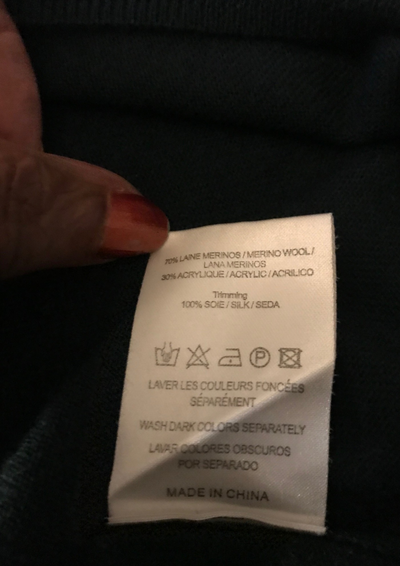 70% LAINE MERINOS / MERINO WOOL /
LANA MERINOS
30% ACRYLIQUE / ACRYLIC / ACRILICO
Trimming
100% SOIE / SILK / SEDA
P
LAVER LES COULEURS FONCÉES
SÉPARÉMENT
WASH DARK COLORS SEPARATELY
LAVAR COLORES OBSCUROS
POR SEPARADO
MADE IN CHINA